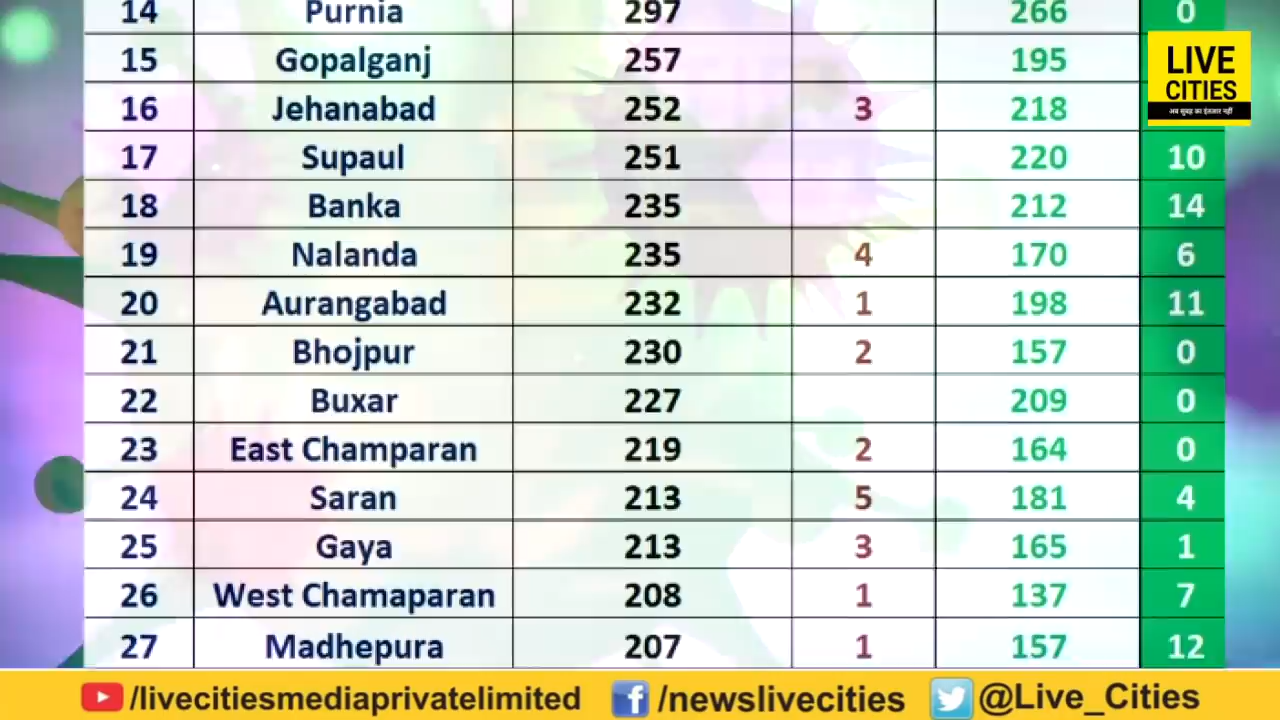 14 Purnia 297 266 0
15 Gopalganj 257 195
16 Jehanabad 252 3 218
17 Supaul 251 220 10
18 Banka 235 212 14
19 Nalanda 235 4 170 6
20 Aurangabad 232 1 198 11
21 Bhojpur 230 2 157 0
22 Buxar 227 209 0
23 East Champaran 219 2 164 0
24 Saran 213 5 181 4
25 Gaya 213 3 165 1
26 West Chamaparan 208 1 137 7
27 Madhepura 207 1 157 12
LIVE
CITIES
अब सुबह का इंतजार नहीं
/livecitiesmediaprivatelimited /newslivecities @Live_Cities